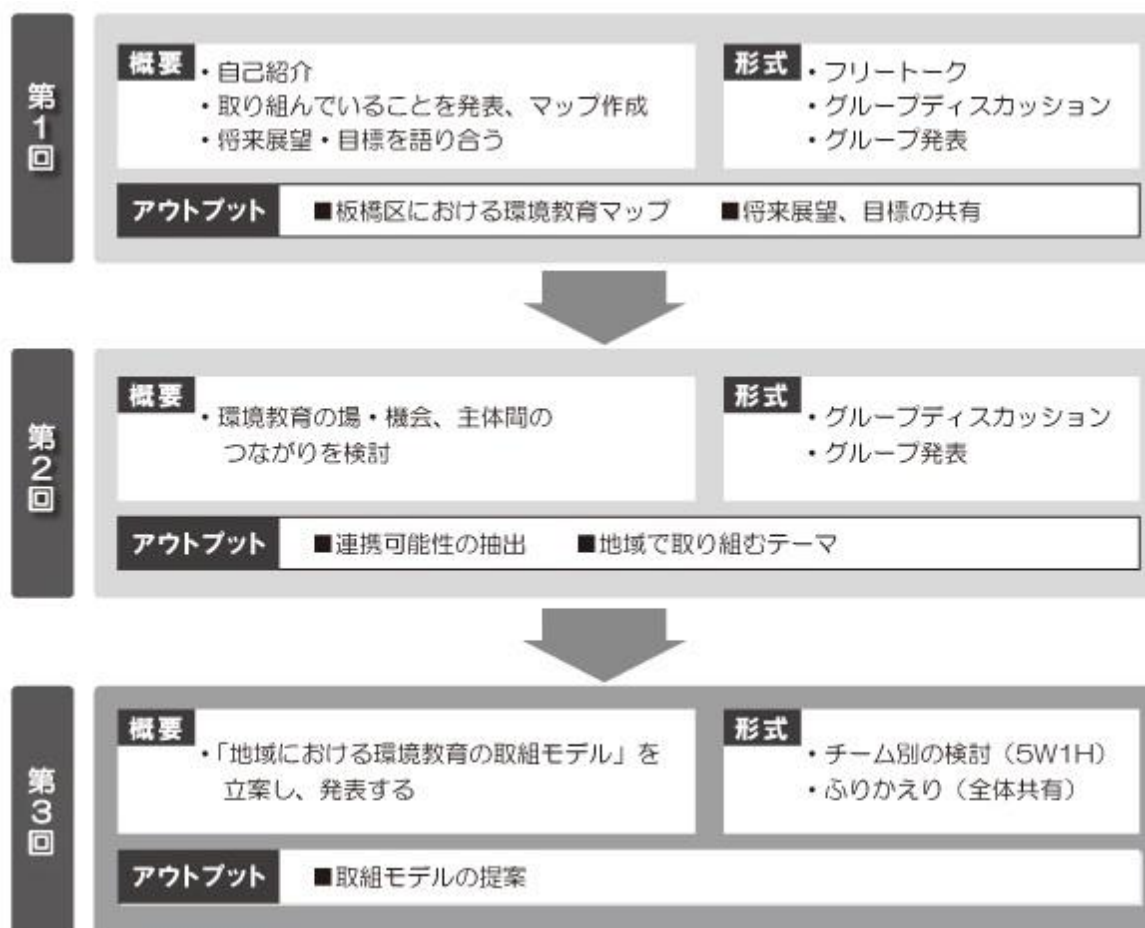 第1回
概要
・自己紹介
・取り組んでいることを発表、マップ作成
・将来展望・目標を語り合う
形式
・フリートーク
・グループディスカッション
・グループ発表
アウトプット
■板橋区における環境教育マップ ■将来展望、目標の共有
第2回
概要
・環境教育の場・機会、主体間の
つながりを検討
形式
・グループディスカッション
・グループ発表
アウトプット
■連携可能性の抽出 ■地域で取り組むテーマ
第3回
概要
・「地域における環境教育の取組モデル」を
立案し、発表する
形式
・チーム別の検討（5W1H）
・ふりかえり（全体共有）
アウトプット
■取組モデルの提案